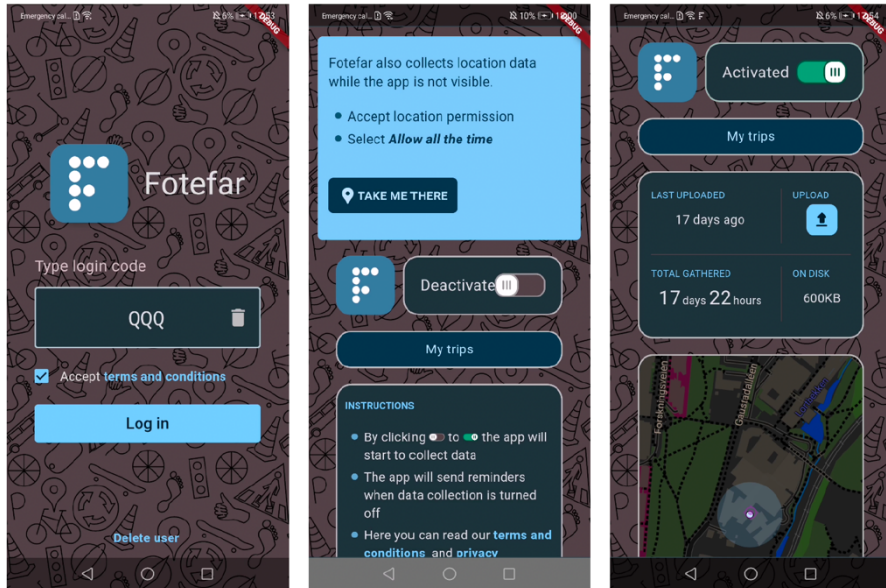 Emergency cal...
6%
DEBUG
Fotefar
Type login code
QQQ
Accept terms and conditions
Log in
Delete user
Emergency cal...
10%
DEBUG
Fotefar also collects location data
while the app is not visible.
Accept location permission
Select Allow all the time
TAKE ME THERE
Deactivate
My trips
INSTRUCTIONS
By clicking to the app will
start to collect data
The app will send reminders
when data collection is turned
off
Here you can read our terms and
conditions and privacy
Emergency cal...
F
6%
DEBUG
Activated
My trips
LAST UPLOADED
UPLOAD
17 days ago
TOTAL GATHERED
ON DISK
17 days 22 hours
600KB
Forskningsveien
Gaustadalléen